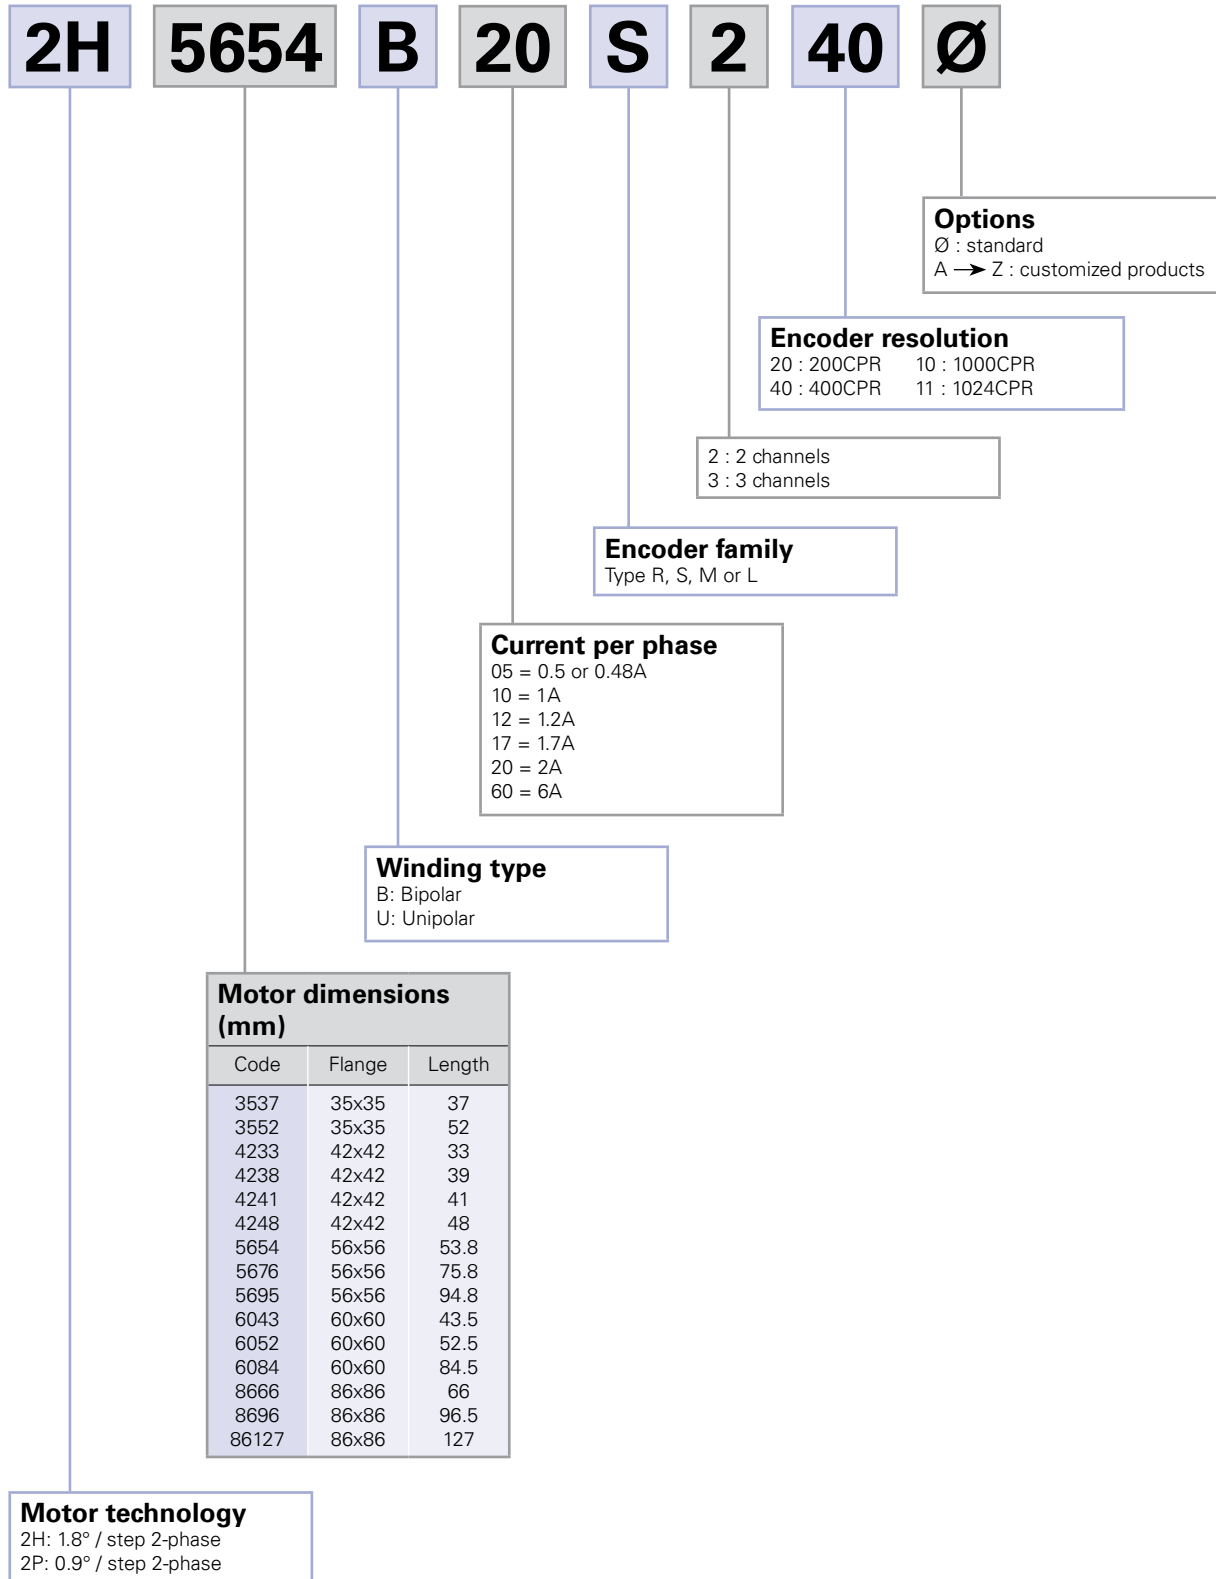 2H 5654 B 20 S 2 40 Ø
Options
Ø : standard
A → Z : customized products
Encoder resolution
20 : 200CPR 10 : 1000CPR
40 : 400CPR 11 : 1024CPR
2 : 2 channels
3 : 3 channels
Encoder family
Type R, S, M or L
Current per phase
05 = 0.5 or 0.48A
10 = 1A
12 = 1.2A
17 = 1.7A
20 = 2A
60 = 6A
Winding type
B: Bipolar
U: Unipolar
Motor dimensions
(mm)
Code Flange Length
3537 35x35 37
3552 35x35 52
4233 42x42 33
4238 42x42 39
4241 42x42 41
4248 42x42 48
5654 56x56 53.8
5676 56x56 75.8
5695 56x56 94.8
6043 60x60 43.5
6052 60x60 52.5
6084 60x60 84.5
8666 86x86 66
8696 86x86 96.5
86127 86x86 127
Motor technology
2H: 1.8° / step 2-phase
2P: 0.9° / step 2-phase